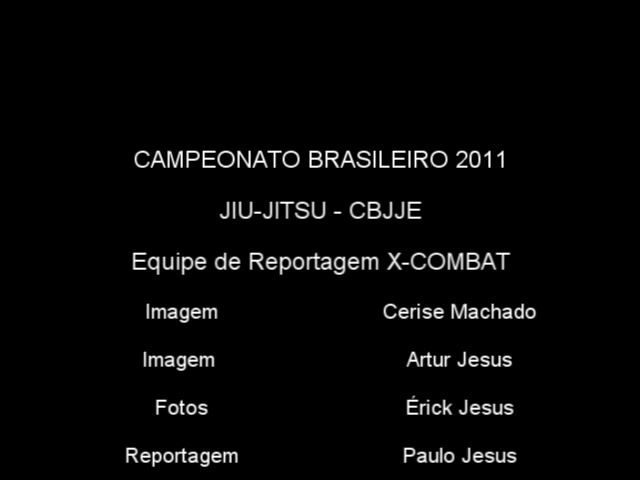 CAMPEONATO BRASILEIRO 2011
JIU-JITSU - CBJJE
Equipe de Reportagem X-COMBAT
Imagem Cerise Machado
Imagem Artur Jesus
Fotos Érick Jesus
Reportagem Paulo Jesus